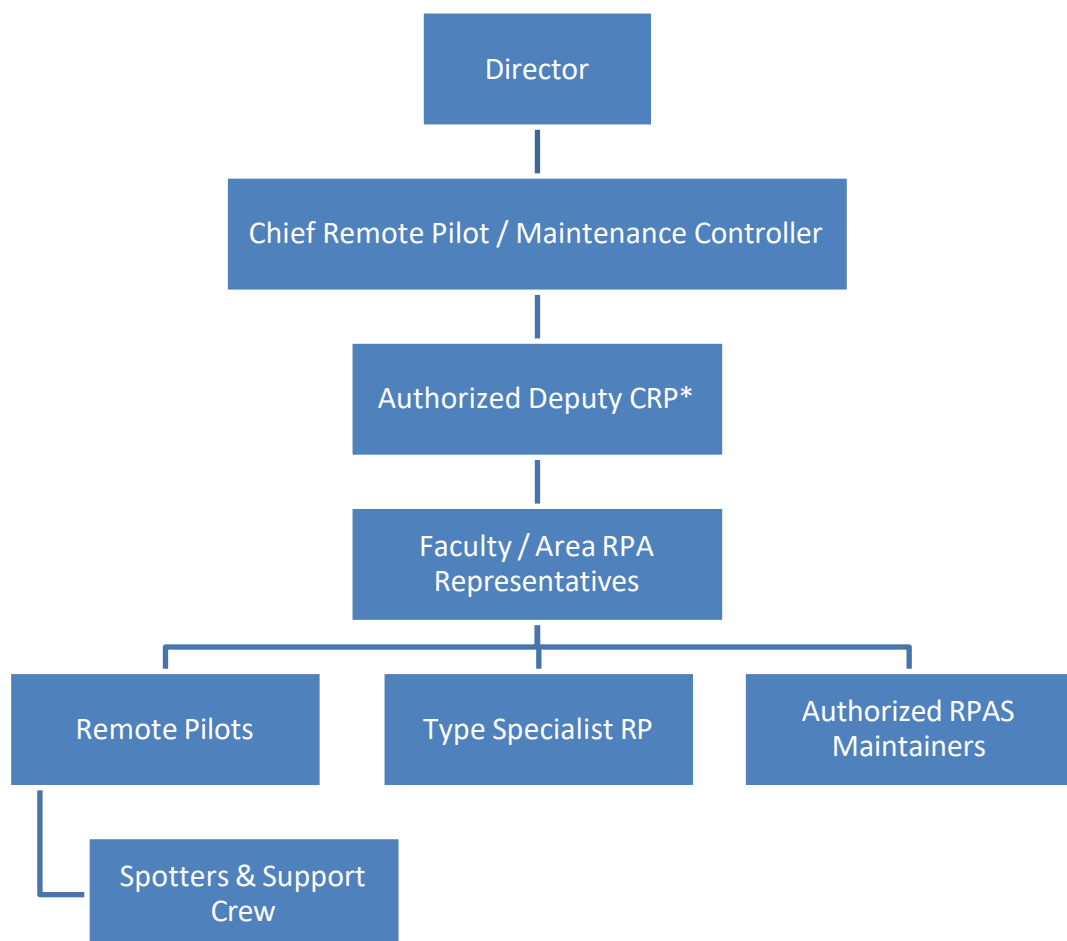 Director
Chief Remote Pilot / Maintenance Controller
Authorized Deputy CRP*
Faculty / Area RPA
Representatives
Remote Pilots
Type Specialist RP
Authorized RPAS
Maintainers
Spotters & Support
Crew